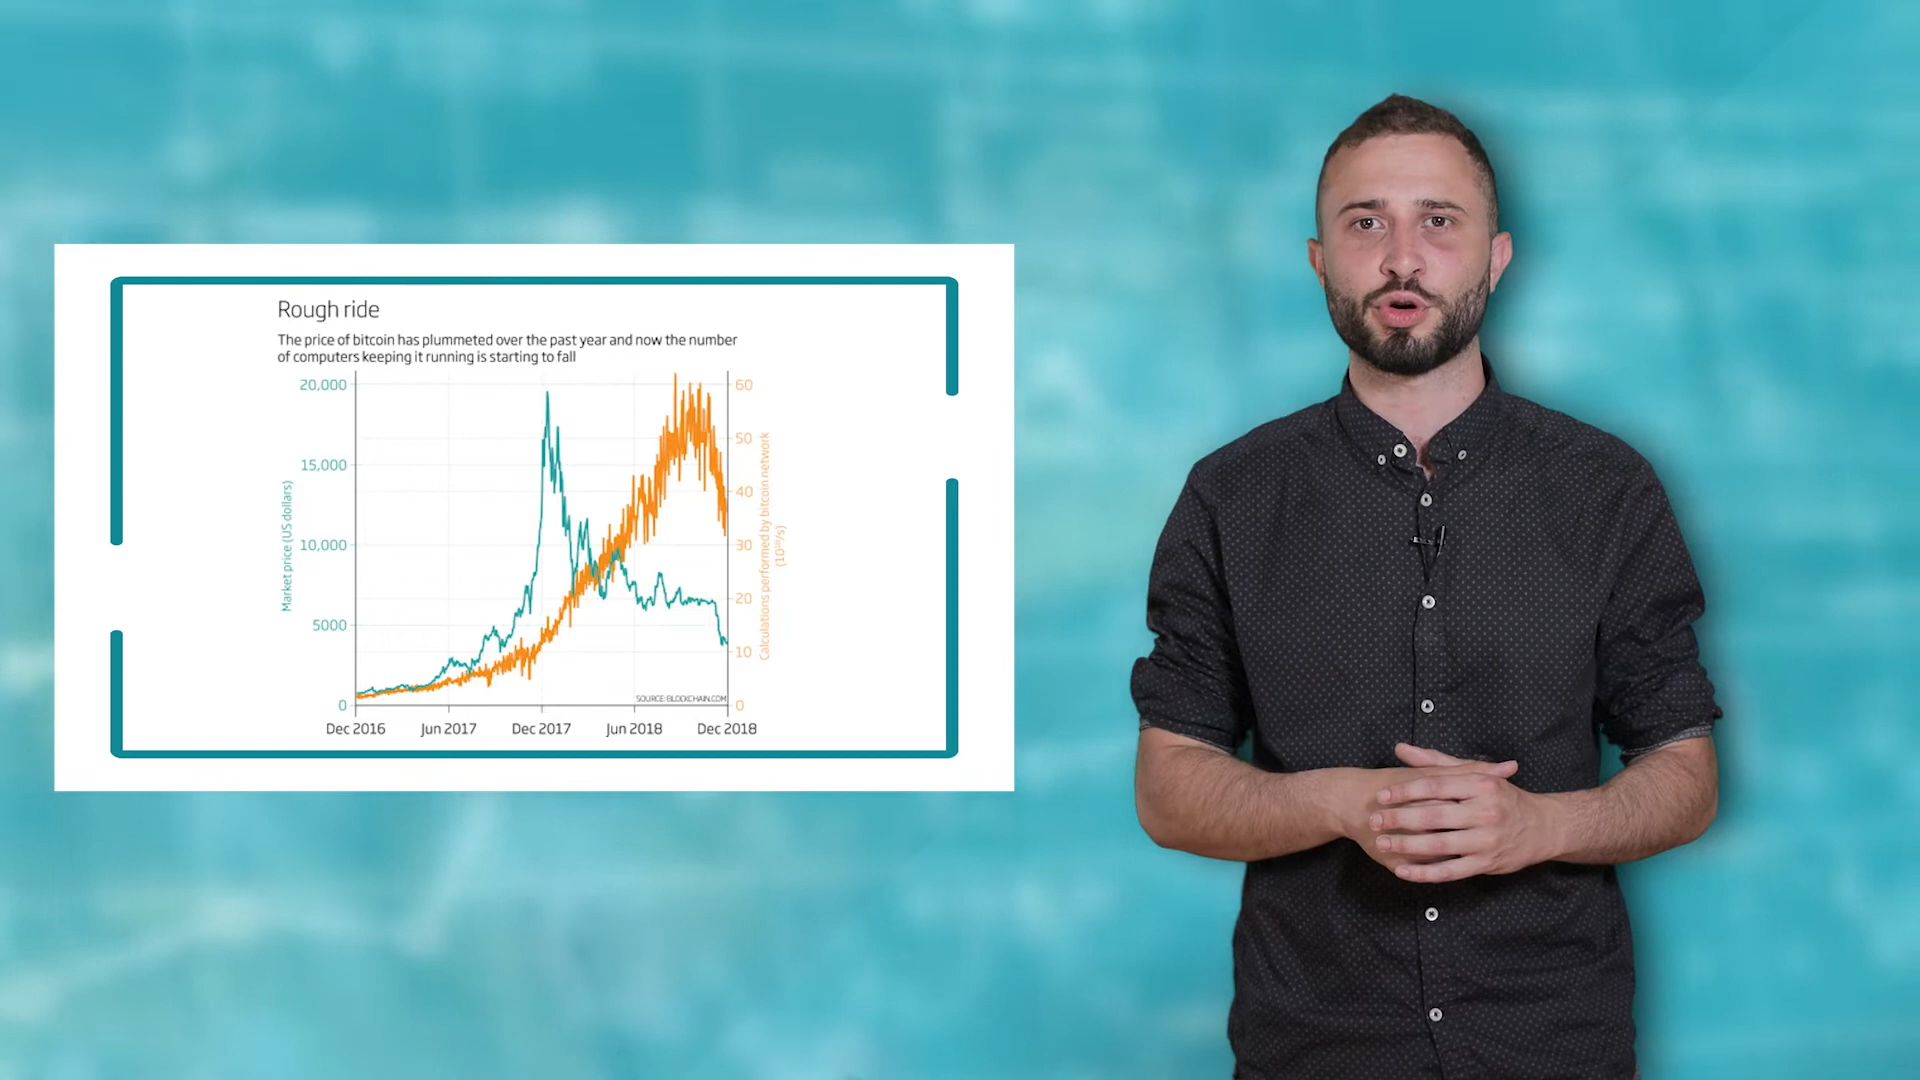 Rough ride
The price of bitcoin has plummeted over the past year and now the number
of computers keeping it running is starting to fall
20,000
15,000
10,000
5000
0
Market price (US dollars)
60
50
40
30
20
10
0
Calculations performed by bitcoin network
(10¹⁸/s)
SOURCE: BLOCKCHAIN.COM
Dec 2016 Jun 2017 Dec 2017 Jun 2018 Dec 2018